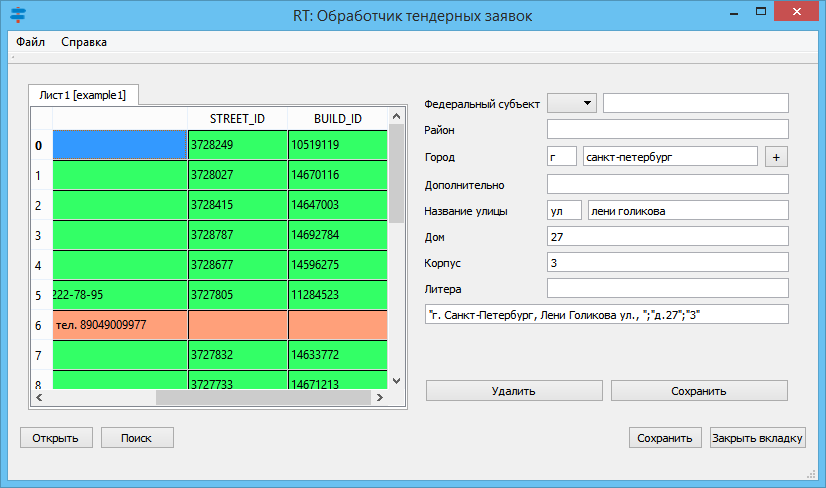 RT: Обработчик тендерных заявок
Файл Справка
Лист1 [example1]
STREET_ID BUILD_ID
0 3728249 10519119
1 3728027 14670116
2 3728415 14647003
3 3728787 14692784
4 3728677 14596275
5 222-78-95 3727805 11284523
6 тел. 89049009977
7 3727832 14633772
8 3727733 14671213
Федеральный субъект
Район
Город г санкт-петербург +
Дополнительно
Название улицы ул лени голикова
Дом 27
Корпус 3
Литера
"г. Санкт-Петербург, Лени Голикова ул., ";"д.27";"3"
Удалить Сохранить
Открыть Поиск Сохранить Закрыть вкладку